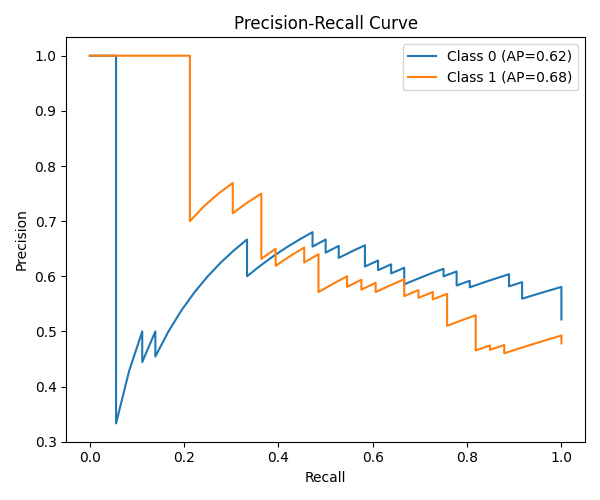 Precision-Recall Curve
Class 0 (AP=0.62)
Class 1 (AP=0.68)
1.0
0.9
0.8
0.7
0.6
0.5
0.4
0.3
Precision
0.0 0.2 0.4 0.6 0.8 1.0
Recall